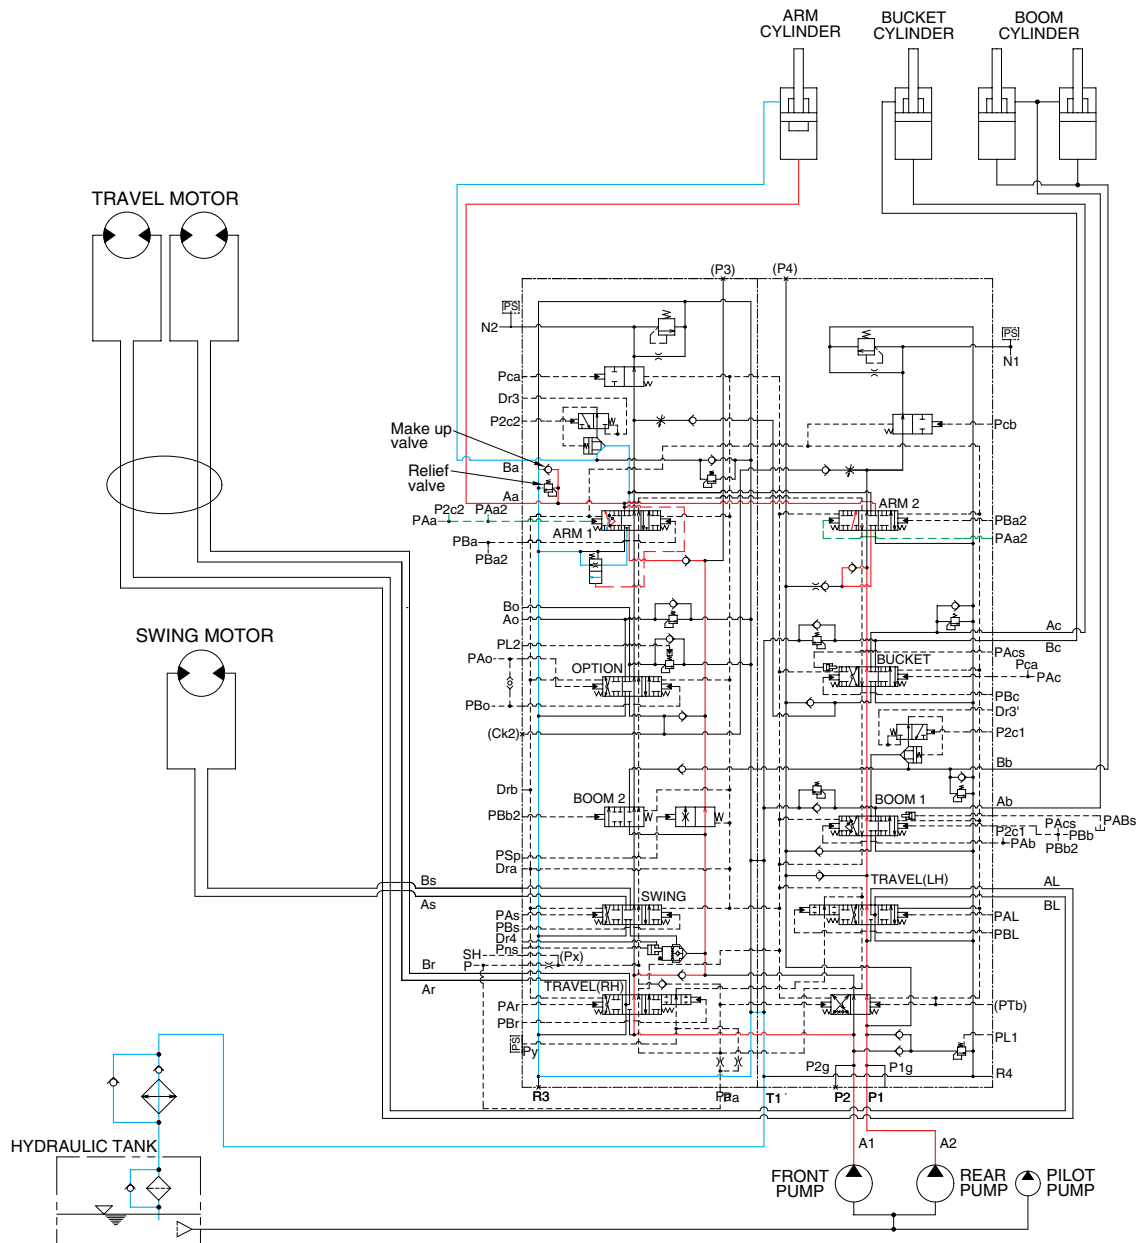 ARM
CYLINDER
BUCKET
CYLINDER
BOOM
CYLINDER
TRAVEL MOTOR
(P3)
(P4)
PS
N2
PS
N1
Pca
Dr3
P2c2
Pcb
Make up
valve
Ba
Relief
valve
Aa
P2c2
PAa2
PAa
ARM 1
PBa
PBa2
ARM 2
PBa2
PAa2
Bo
Ao
PL2
PAo
OPTION
PBo
(Ck2)
Ac
Bc
PAcs
BUCKET
Pca
PAc
PBc
Dr3'
P2c1
SWING MOTOR
Bb
Drb
BOOM 2
PBb2
BOOM 1
Ab
PAcs
PABs
P2c1
PBb
PAb
PBb2
PSp
Dra
TRAVEL(LH)
Bs
As
SWING
AL
BL
PAs
PBs
PAL
PBL
Dr4
Pns
SH
P
(Px)
Br
Ar
TRAVEL(RH)
PAr
PBr
(PTb)
PS
Py
PL1
P2g
P1g
R4
R3
T1
P2
P1
A1
A2
HYDRAULIC TANK
FRONT
PUMP
REAR
PUMP
PILOT
PUMP